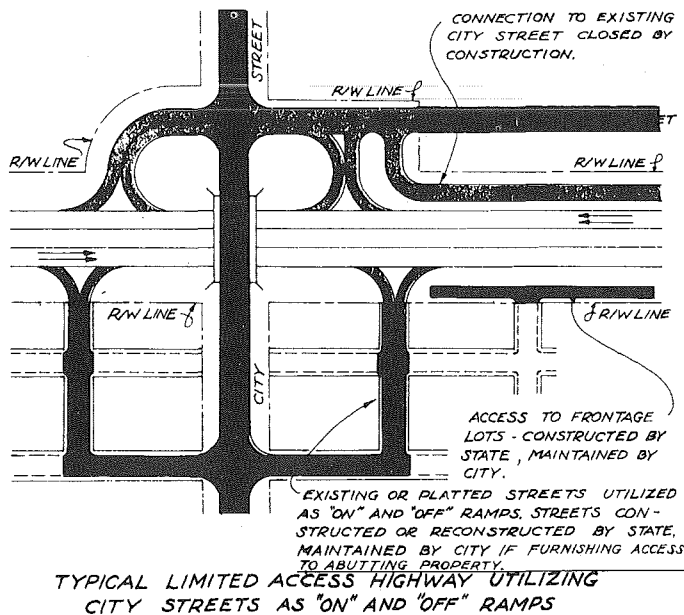 CONNECTION TO EXISTING
CITY STREET CLOSED BY
CONSTRUCTION.
STREET
R/W LINE
R/W LINE
R/W LINE
R/W LINE
R/W LINE
CITY
ACCESS TO FRONTAGE
LOTS - CONSTRUCTED BY
STATE, MAINTAINED BY
CITY.
EXISTING OR PLATTED STREETS UTILIZED
AS "ON" AND "OFF" RAMPS. STREETS CON-
STRUCTED OR RECONSTRUCTED BY STATE,
MAINTAINED BY CITY IF FURNISHING ACCESS
TO ABUTTING PROPERTY.
TYPICAL LIMITED ACCESS HIGHWAY UTILIZING
CITY STREETS AS "ON" AND "OFF" RAMPS